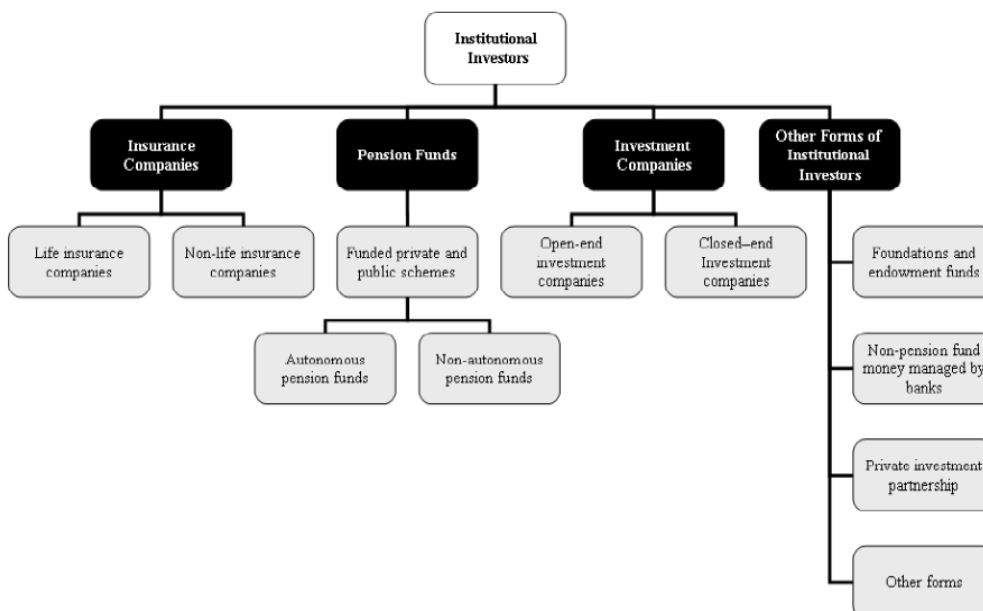 Institutional
Investors
Insurance
Companies
Pension Funds
Investment
Companies
Other Forms of
Institutional
Investors
Life insurance
companies
Non-life insurance
companies
Funded private and
public schemes
Open-end
investment
companies
Closed–end
Investment
companies
Foundations and
endowment funds
Autonomous
pension funds
Non-autonomous
pension funds
Non-pension fund
money managed by
banks
Private investment
partnership
Other forms